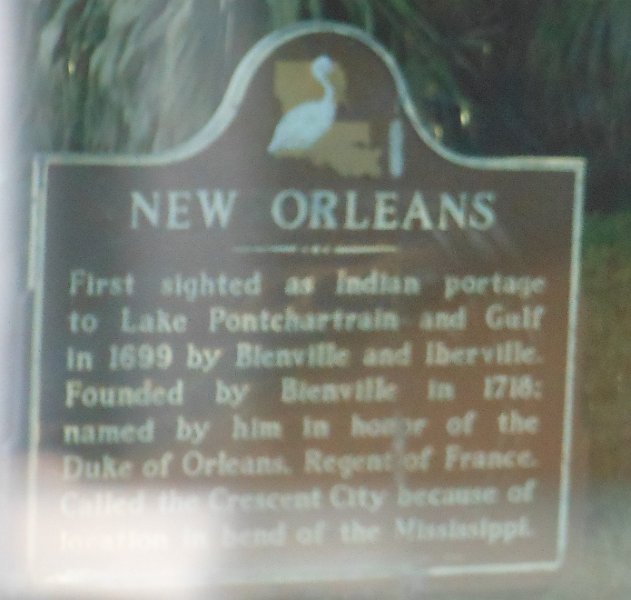 NEW ORLEANS
First sighted as Indian portage
to Lake Pontchartrain and Gulf
in 1699 by Bienville and Iberville.
Founded by Bienville in 1718;
named by him in honor of the
Duke of Orleans, Regent of France.
Called the Crescent City because of
location in bend of the Mississippi.